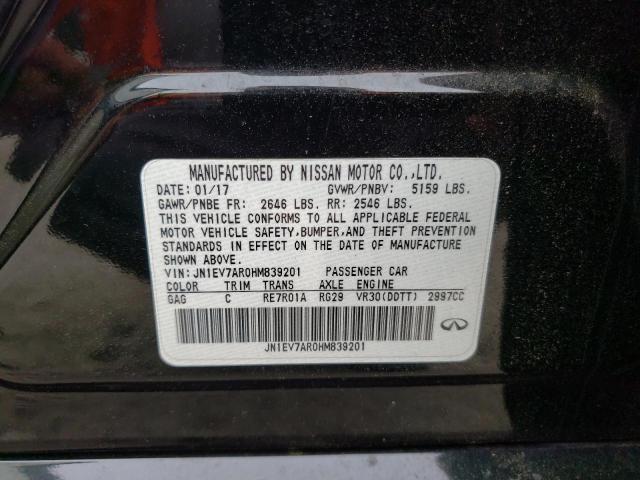 MANUFACTURED BY NISSAN MOTOR CO.,LTD.
DATE: 01/17 GVWR/PNBV: 5159 LBS.
GAWR/PNBE FR: 2646 LBS. RR: 2546 LBS.
THIS VEHICLE CONFORMS TO ALL APPLICABLE FEDERAL
MOTOR VEHICLE SAFETY, BUMPER, AND THEFT PREVENTION
STANDARDS IN EFFECT ON THE DATE OF MANUFACTURE
SHOWN ABOVE.
VIN: JN1EV7AR0HM839201 PASSENGER CAR
COLOR TRIM TRANS AXLE ENGINE
GAG C RE7R01A RG29 VR30(DDTT) 2997CC
JN1EV7AR0HM839201